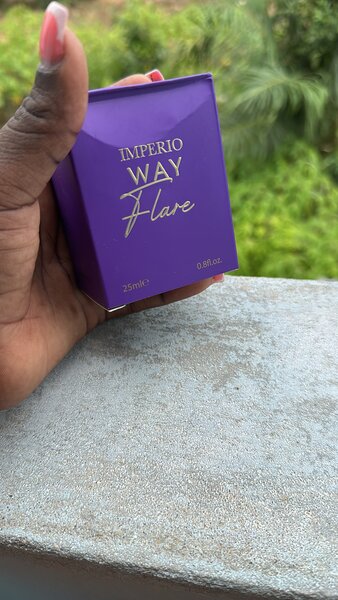 IMPERIO
WAY
Flare
25ml℮
0.8fl.oz.